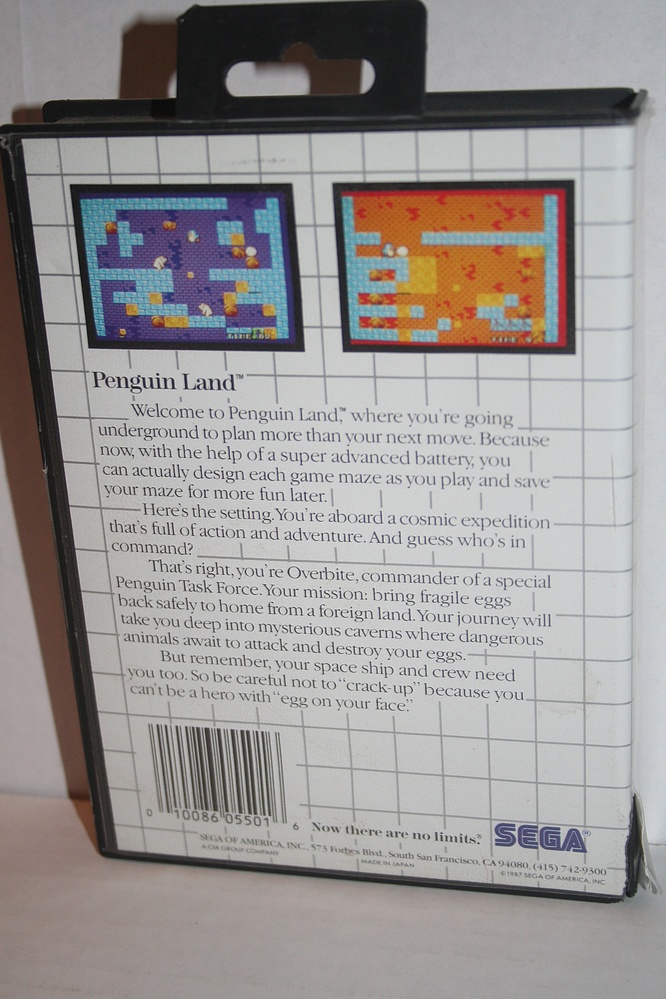 Penguin Land™
Welcome to Penguin Land,™ where you're going
underground to plan more than your next move. Because
now, with the help of a super advanced battery, you
can actually design each game maze as you play and save
your maze for more fun later.
Here's the setting. You're aboard a cosmic expedition
that's full of action and adventure. And guess who's in
command?
That's right, you're Overbite, commander of a special
Penguin Task Force. Your mission: bring fragile eggs
back safely to home from a foreign land. Your journey will
take you deep into mysterious caverns where dangerous
animals await to attack and destroy your eggs.
But remember, your space ship and crew need
you too. So be careful not to "crack-up" because you
can't be a hero with "egg on your face."
0 10086 05501 6
Now there are no limits.®
SEGA®
SEGA OF AMERICA, INC., 573 Forbes Blvd., South San Francisco, CA 94080, (415) 742-9300
A CSK GROUP COMPANY
MADE IN JAPAN
©1987 SEGA OF AMERICA, INC.